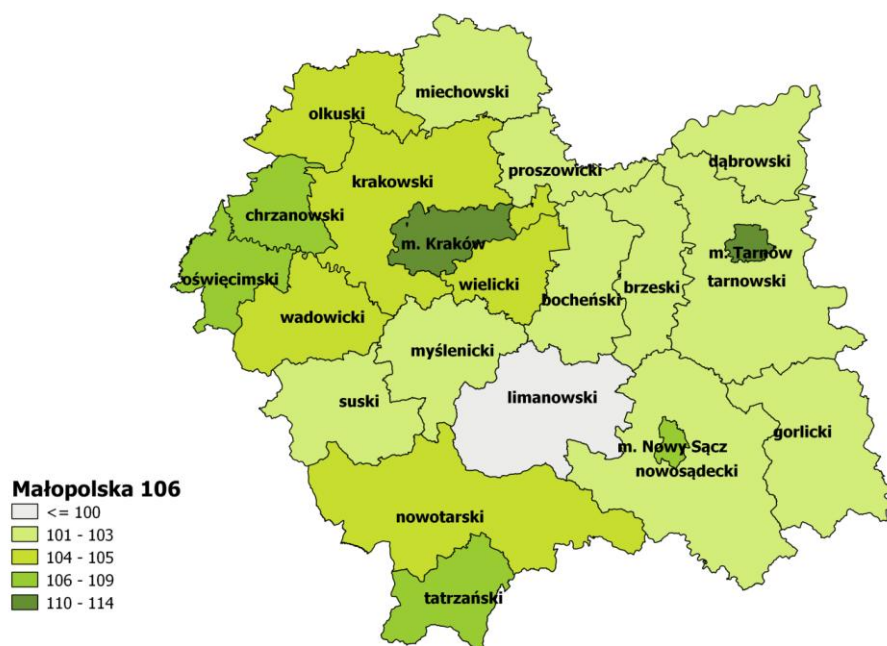 miechowski
olkuski
proszowicki
dąbrowski
krakowski
chrzanowski
m. Kraków
m. Tarnów
oświęcimski
wielicki
bocheński
brzeski
tarnowski
wadowicki
myślenicki
suski
limanowski
gorlicki
m. Nowy Sącz
nowosądecki
nowotarski
tatrzański
Małopolska 106
<= 100
101 - 103
104 - 105
106 - 109
110 - 114